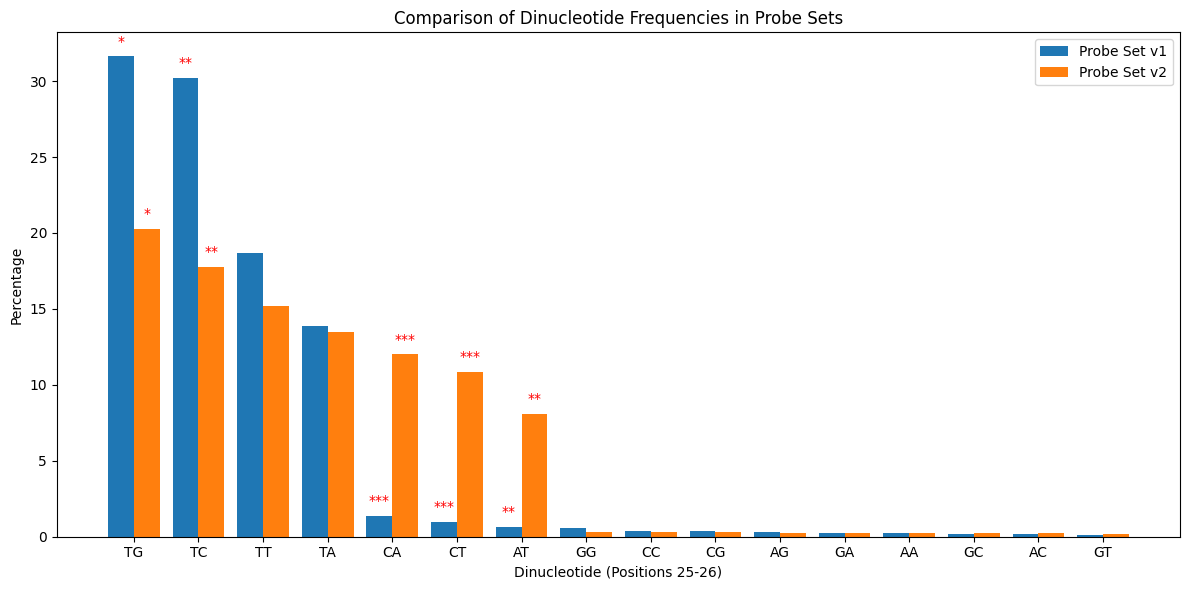 Comparison of Dinucleotide Frequencies in Probe Sets
Probe Set v1
Probe Set v2
Percentage
30
25
20
15
10
5
0
*
**
*
**
***
***
**
***
***
**
TG TC TT TA CA CT AT GG CC CG AG GA AA GC AC GT
Dinucleotide (Positions 25-26)